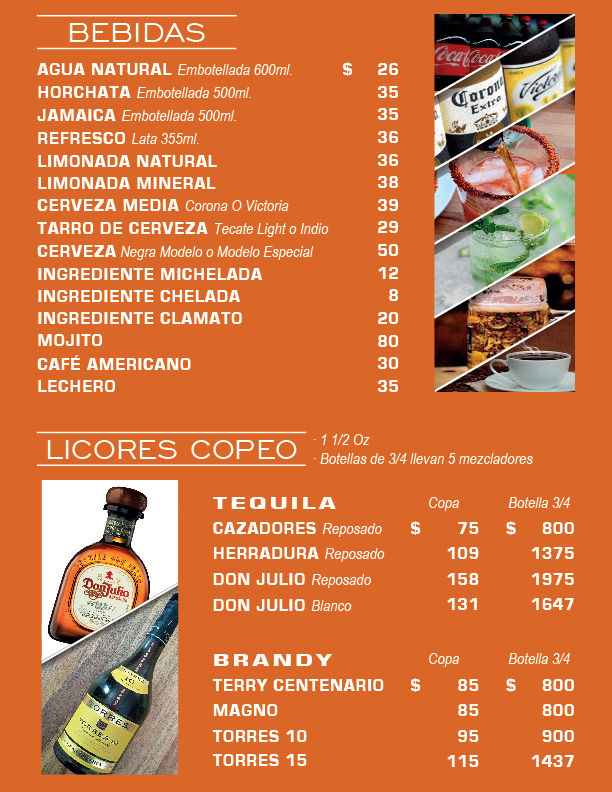 BEBIDAS
AGUA NATURAL Embotellada 600ml. $ 26
HORCHATA Embotellada 500ml. 35
JAMAICA Embotellada 500ml. 35
REFRESCO Lata 355ml. 36
LIMONADA NATURAL 36
LIMONADA MINERAL 38
CERVEZA MEDIA Corona O Victoria 39
TARRO DE CERVEZA Tecate Light o Indio 29
CERVEZA Negra Modelo o Modelo Especial 50
INGREDIENTE MICHELADA 12
INGREDIENTE CHELADA 8
INGREDIENTE CLAMATO 20
MOJITO 80
CAFÉ AMERICANO 30
LECHERO 35
Coca-Cola
Corona
Extra
Victoria
LICORES COPEO
· 1 1/2 Oz
· Botellas de 3/4 llevan 5 mezcladores
TEQUILA Copa Botella 3/4
CAZADORES Reposado $ 75 $ 800
HERRADURA Reposado 109 1375
DON JULIO Reposado 158 1975
DON JULIO Blanco 131 1647
BRANDY Copa Botella 3/4
TERRY CENTENARIO $ 85 $ 800
MAGNO 85 800
TORRES 10 95 900
TORRES 15 115 1437
Don Julio
TORRES
TORRES 10